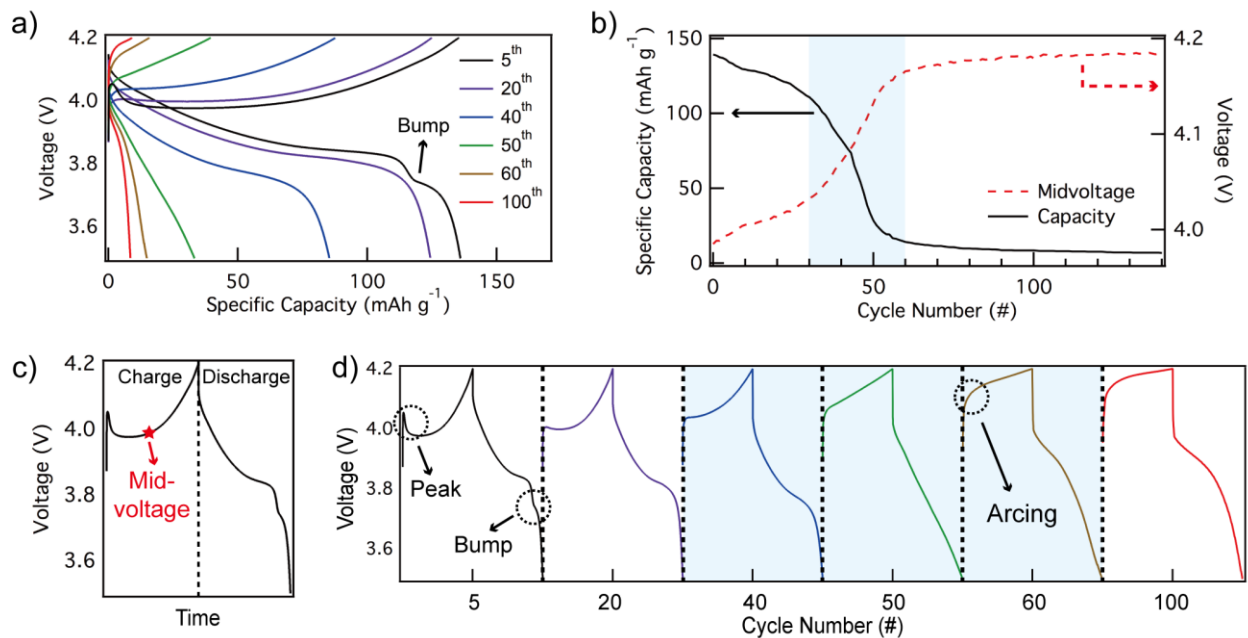 a)
4.2
4.0
3.8
3.6
Voltage (V)
0
50
100
150
Specific Capacity (mAh g⁻¹)
Bump
5th
20th
40th
50th
60th
100th
b)
150
100
50
0
Specific Capacity (mAh g⁻¹)
4.2
4.1
4.0
Voltage (V)
Midvoltage
Capacity
0
50
100
Cycle Number (#)
c)
4.2
4.0
3.8
3.6
Voltage (V)
Charge
Discharge
Mid-
voltage
Time
d)
4.2
4.0
3.8
3.6
Voltage (V)
Peak
Bump
Arcing
5
20
40
50
60
100
Cycle Number (#)